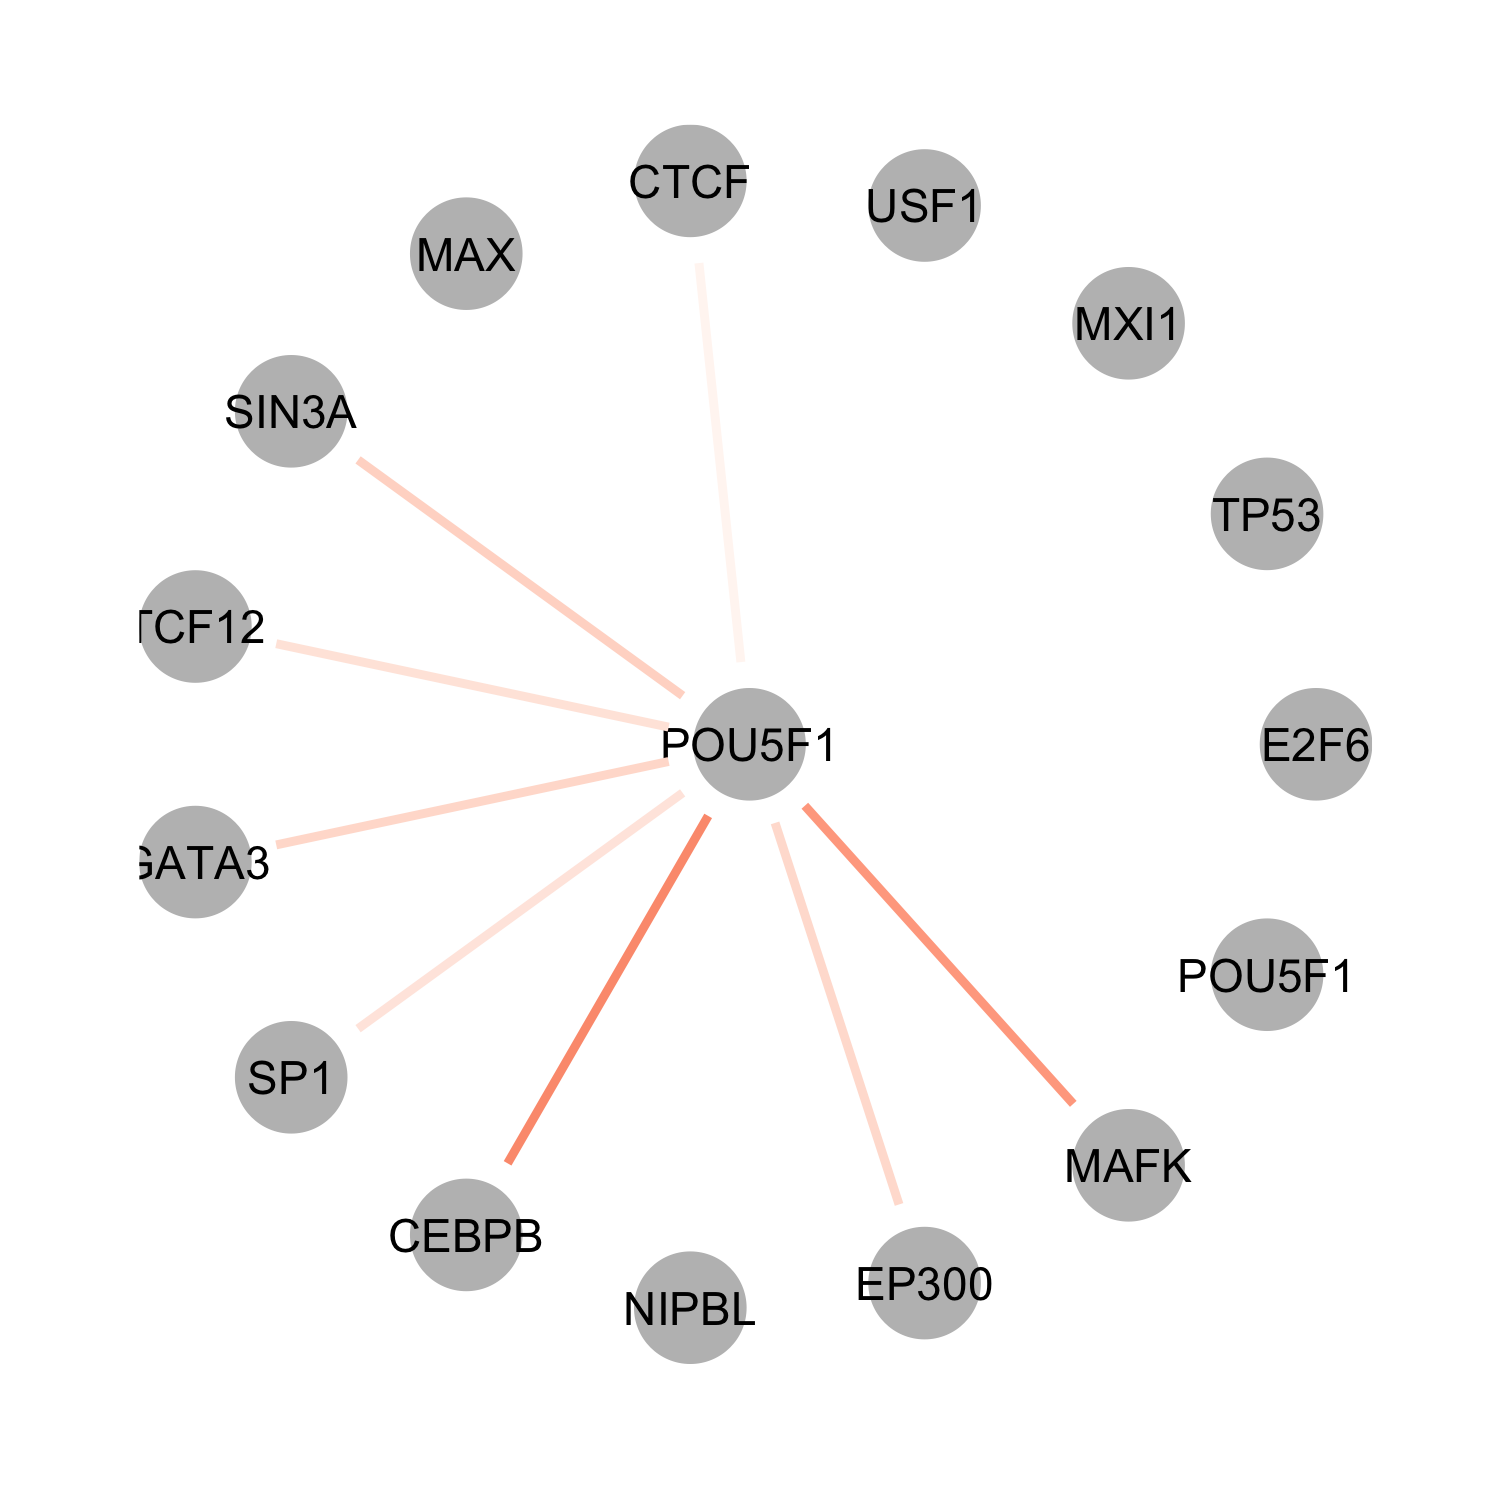 CTCF
USF1
MAX
MXI1
SIN3A
TP53
TCF12
POU5F1
E2F6
GATA3
POU5F1
SP1
MAFK
CEBPB
EP300
NIPBL